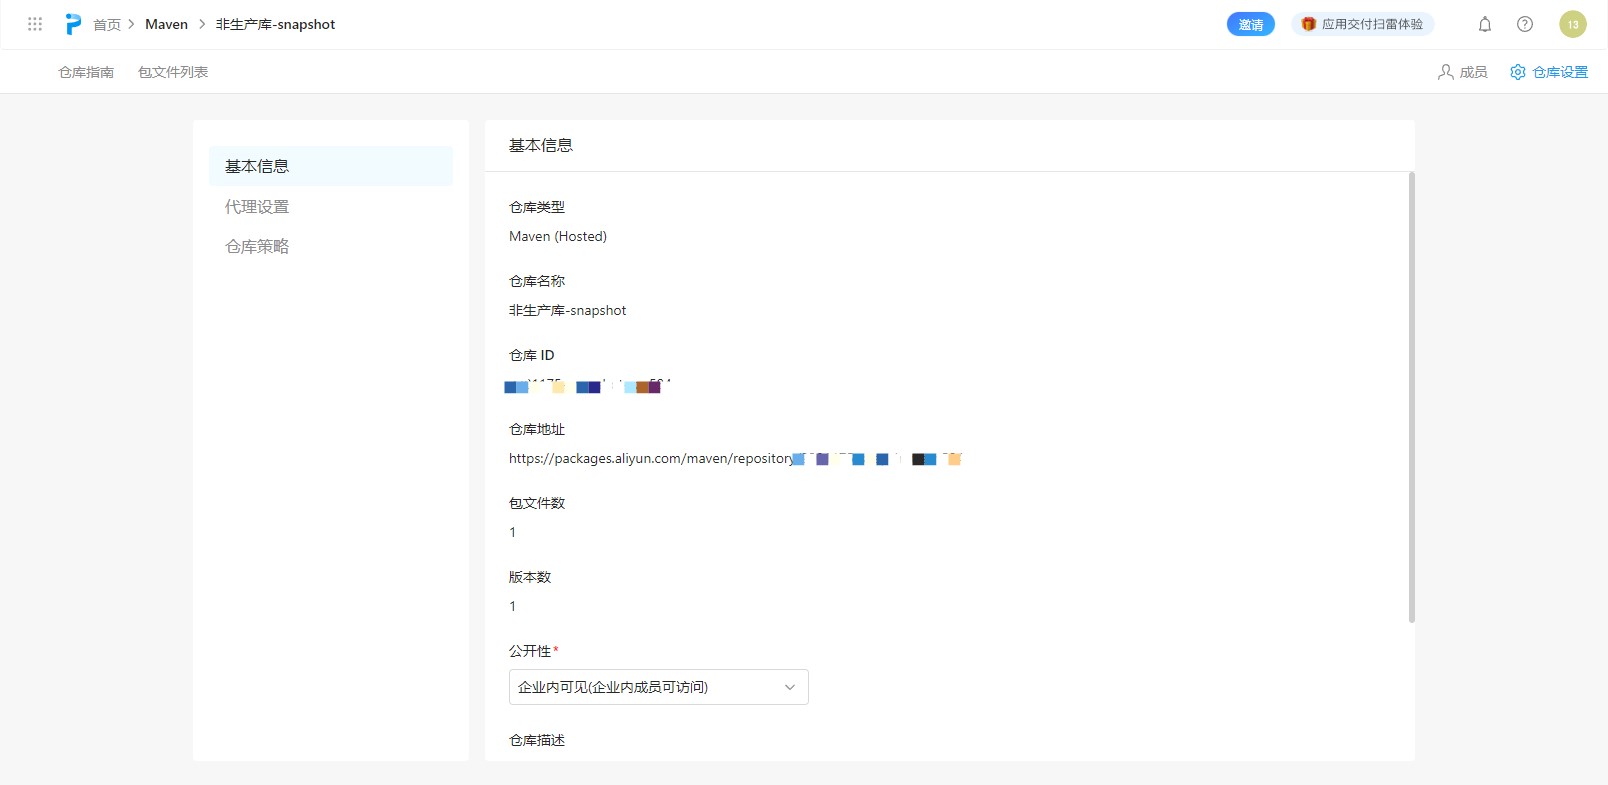 首页 > Maven > 非生产库-snapshot
邀请
应用交付扫雷体验
13
仓库指南
包文件列表
成员
仓库设置
基本信息
代理设置
仓库策略
基本信息
仓库类型
Maven (Hosted)
仓库名称
非生产库-snapshot
仓库 ID
仓库地址
https://packages.aliyun.com/maven/repository
包文件数
1
版本数
1
公开性*
企业内可见(企业内成员可访问)
仓库描述